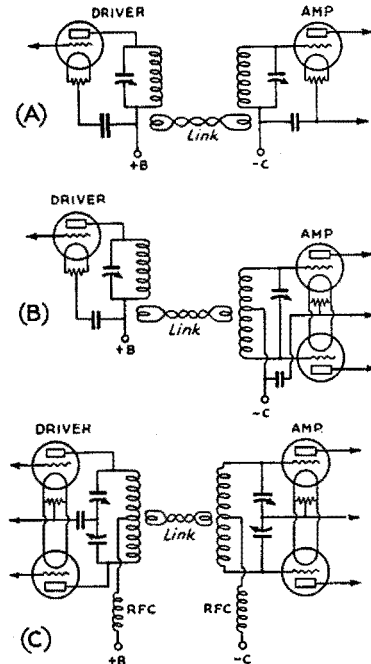 DRIVER
AMP
(A)
Link
+B
-C
DRIVER
AMP
(B)
Link
+B
-C
DRIVER
AMP.
(C)
Link
RFC
RFC
+B
-C